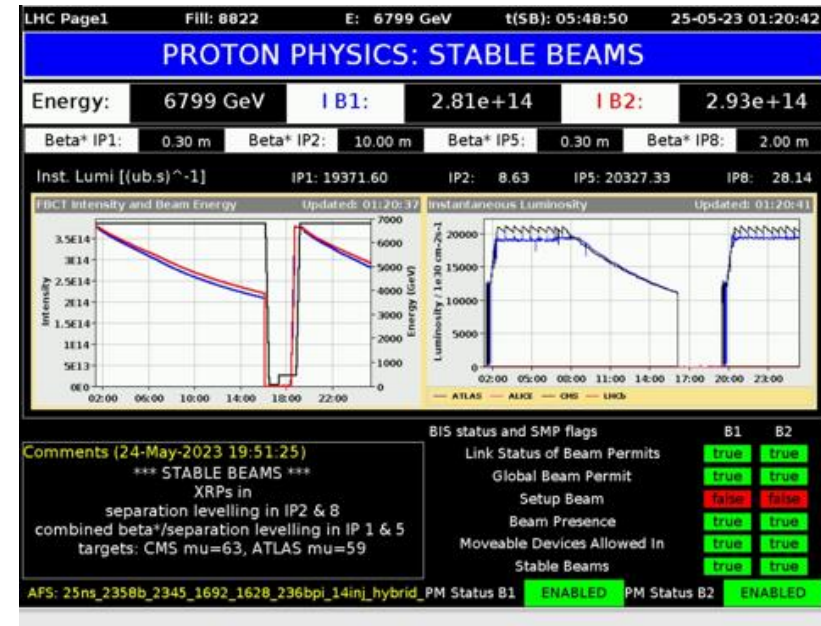 LHC Page1 Fill: 8822 E: 6799 GeV t(SB): 05:48:50 25-05-23 01:20:42
PROTON PHYSICS: STABLE BEAMS
Energy: 6799 GeV I B1: 2.81e+14 I B2: 2.93e+14
Beta* IP1: 0.30 m Beta* IP2: 10.00 m Beta* IP5: 0.30 m Beta* IP8: 2.00 m
Inst. Lumi [(ub.s)^-1] IP1: 19371.60 IP2: 8.63 IP5: 20327.33 IP8: 28.14
FBCT Intensity and Beam Energy Updated: 01:20:37
Intensity
3.5E14
3E14
2.5E14
2E14
1.5E14
1E14
5E13
0E0
7000
6000
5000
4000
3000
2000
1000
0
Energy (GeV)
02:00 06:00 10:00 14:00 18:00 22:00
Instantaneous Luminosity Updated: 01:20:41
Luminosity / 1e30 cm-2s-1
20000
15000
10000
5000
0
02:00 05:00 08:00 11:00 14:00 17:00 20:00 23:00
ATLAS ALICE CMS LHCb
Comments (24-May-2023 19:51:25)
*** STABLE BEAMS ***
XRPs in
separation levelling in IP2 & 8
combined beta*/separation levelling in IP 1 & 5
targets: CMS mu=63, ATLAS mu=59
BIS status and SMP flags B1 B2
Link Status of Beam Permits true true
Global Beam Permit true true
Setup Beam false false
Beam Presence true true
Moveable Devices Allowed In true true
Stable Beams true true
AFS: 25ns_2358b_2345_1692_1628_236bpi_14inj_hybrid_ PM Status B1 ENABLED PM Status B2 ENABLED